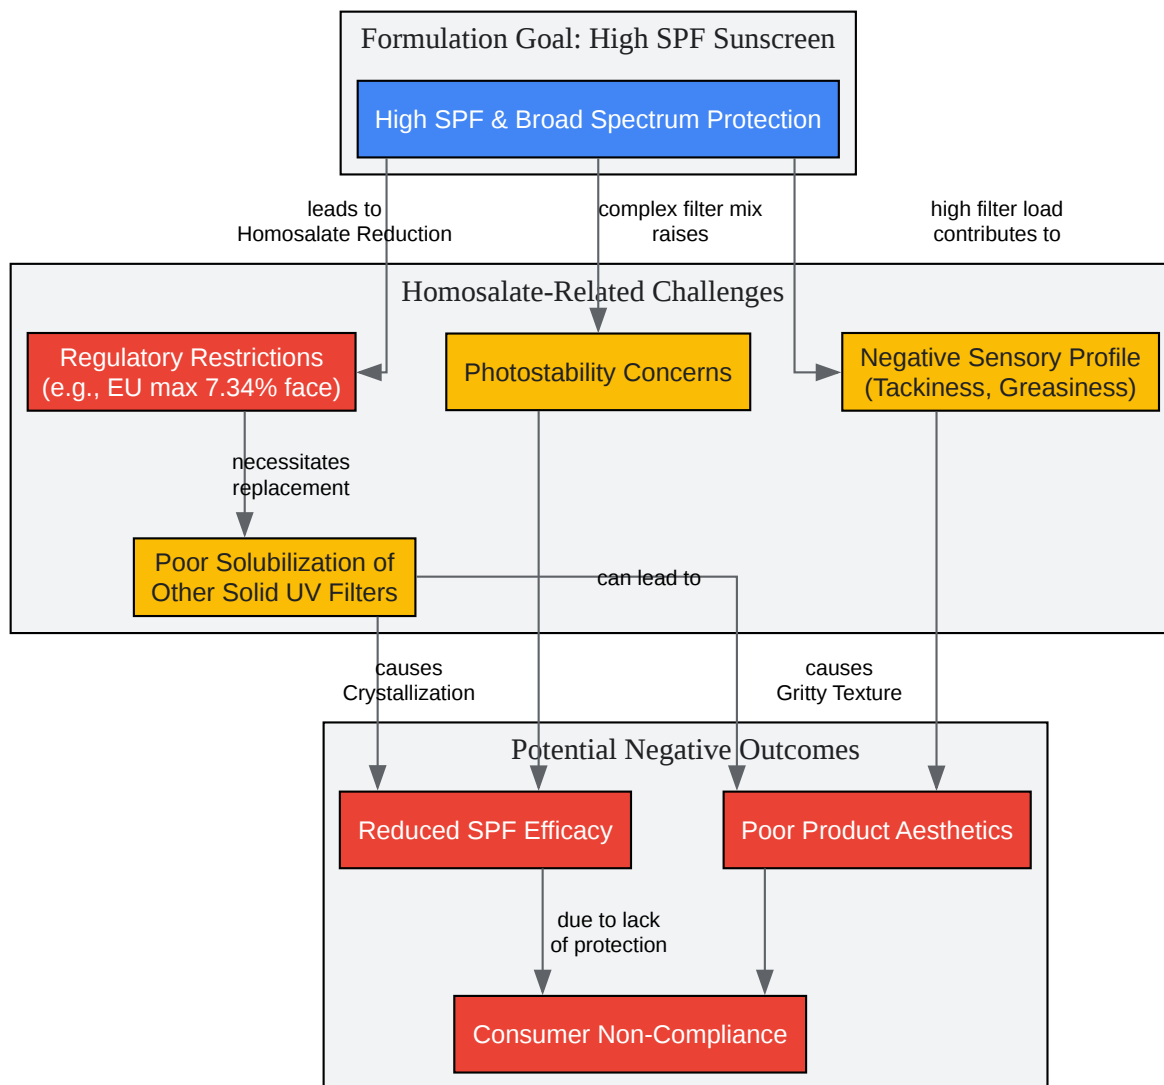 Formulation Goal: High SPF Sunscreen
High SPF & Broad Spectrum Protection
leads to
Homosalate Reduction
complex filter mix
raises
high filter load
contributes to
Homosalate-Related Challenges
Regulatory Restrictions
(e.g., EU max 7.34% face)
Photostability Concerns
Negative Sensory Profile
(Tackiness, Greasiness)
necessitates
replacement
Poor Solubilization of
Other Solid UV Filters
can lead to
causes
Crystallization
causes
Gritty Texture
Potential Negative Outcomes
Reduced SPF Efficacy
Poor Product Aesthetics
due to lack
of protection
Consumer Non-Compliance